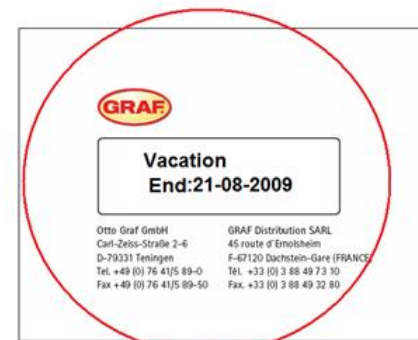 GRAF
Vacation
End:21-08-2009
Otto Graf GmbH
Carl-Zeiss-Straße 2–6
D-79331 Teningen
Tel. +49 (0) 76 41/5 89–0
Fax +49 (0) 76 41/5 89–50
GRAF Distribution SARL
45 route d'Ernolsheim
F–67120 Dachstein–Gare (FRANCE)
Tél. +33 (0) 3 88 49 73 10
Fax. +33 (0) 3 88 49 32 80